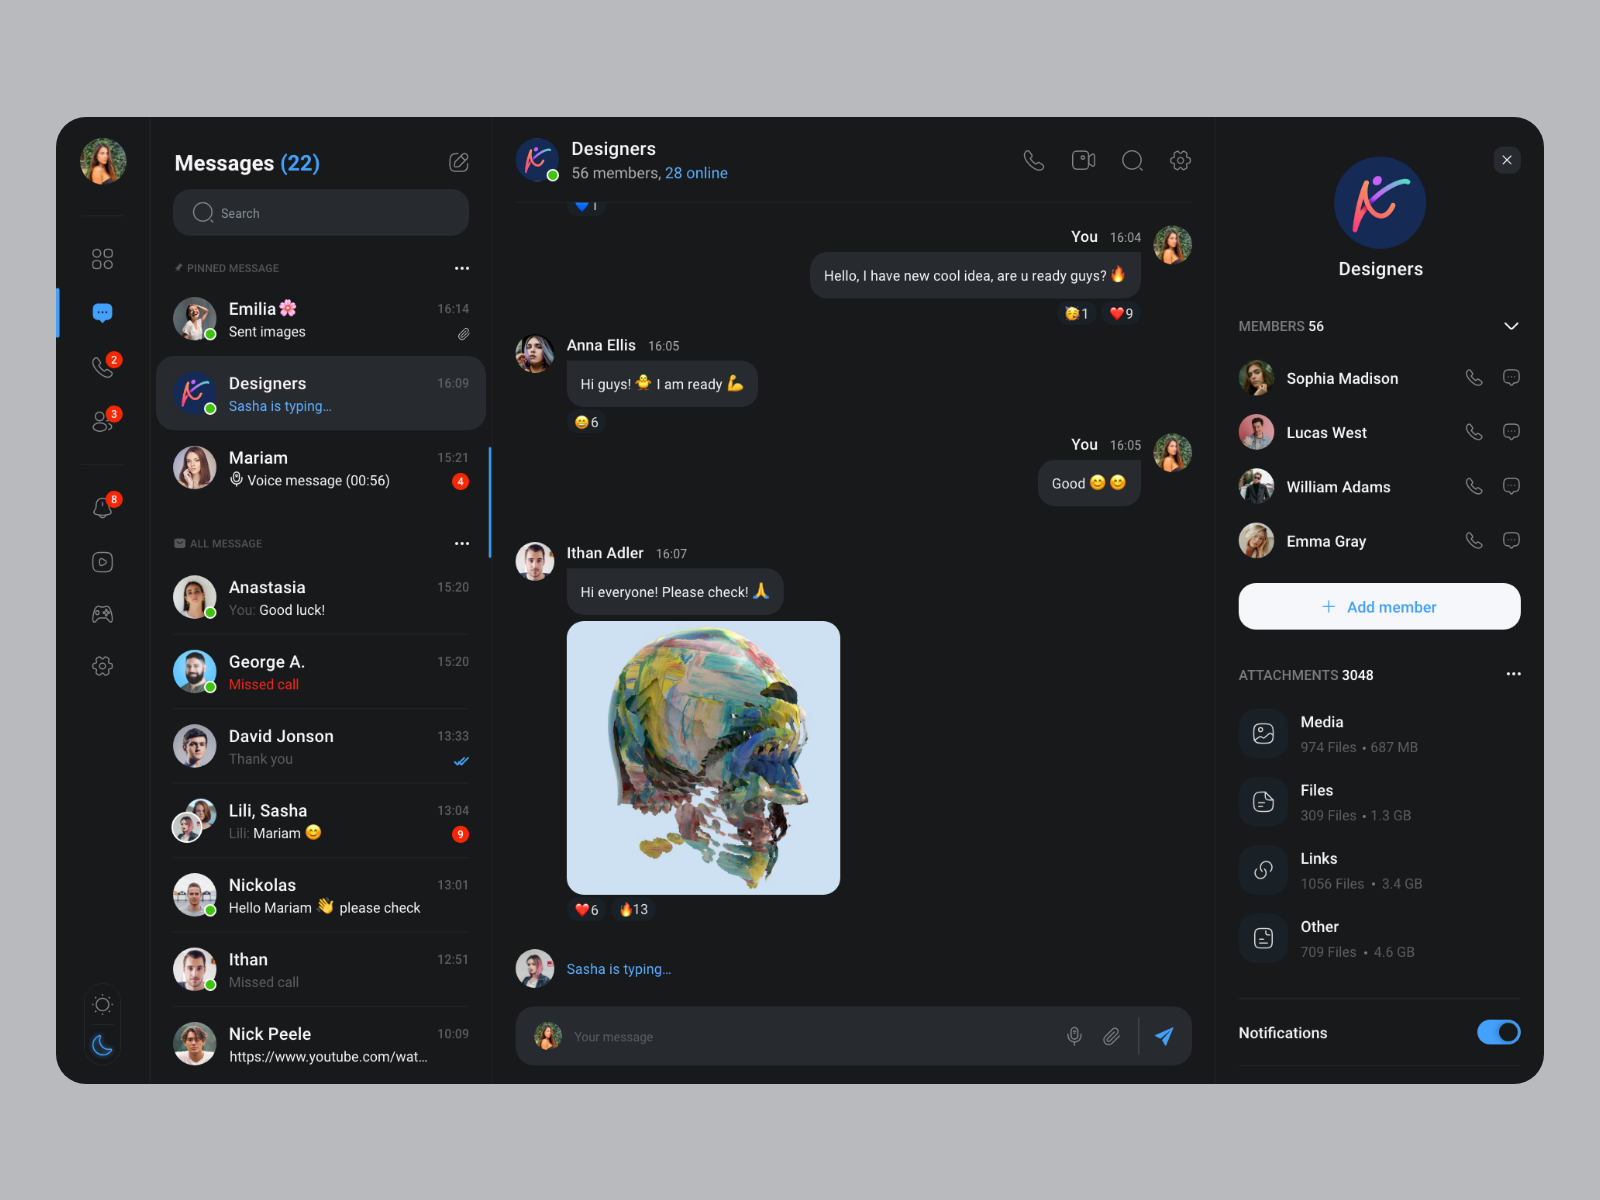 Messages (22)
Search
PINNED MESSAGE
Emilia🌸 16:14
Sent images
Designers 16:09
Sasha is typing...
Mariam 15:21
Voice message (00:56) 4
ALL MESSAGE
Anastasia 15:20
You: Good luck!
George A. 15:20
Missed call
David Jonson 13:33
Thank you
Lili, Sasha 13:04
Lili: Mariam 😊 9
Nickolas 13:01
Hello Mariam 👋 please check
Ithan 12:51
Missed call
Nick Peele 10:09
https://www.youtube.com/wat...
2
3
8
Designers
56 members, 28 online
💙 1
You 16:04
Hello, I have new cool idea, are u ready guys? 🔥
🥳1 ❤️9
Anna Ellis 16:05
Hi guys! 🐥 I am ready 💪
😄6
You 16:05
Good 😊 😊
Ithan Adler 16:07
Hi everyone! Please check! 🙏
❤️6 🔥13
Sasha is typing...
Your message
Designers
MEMBERS 56
Sophia Madison
Lucas West
William Adams
Emma Gray
+ Add member
ATTACHMENTS 3048
Media
974 Files • 687 MB
Files
309 Files • 1.3 GB
Links
1056 Files • 3.4 GB
Other
709 Files • 4.6 GB
Notifications